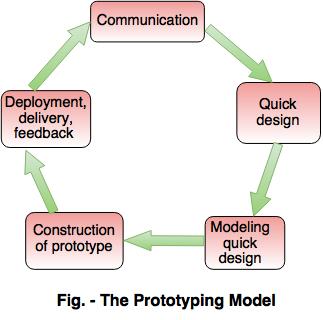 Communication
Quick
design
Modeling
quick
design
Construction
of prototype
Deployment,
delivery,
feedback
Fig. - The Prototyping Model